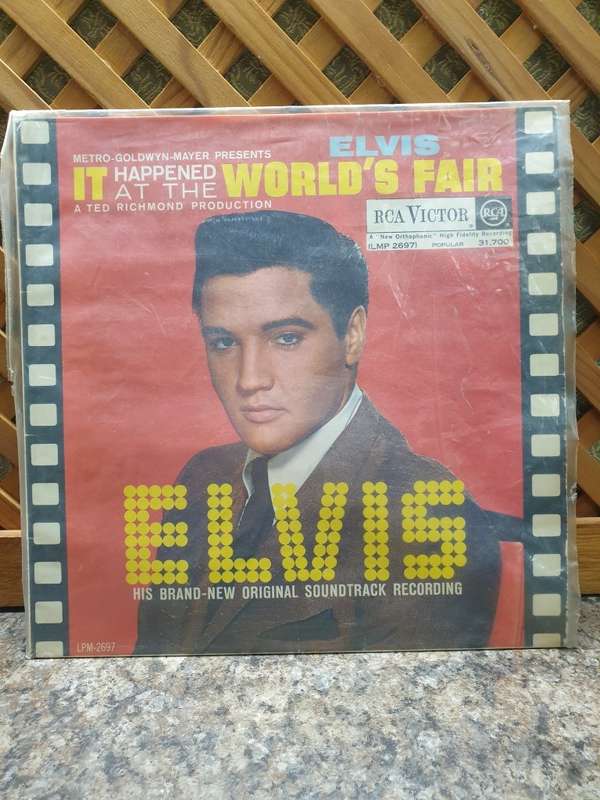 METRO-GOLDWYN-MAYER PRESENTS
ELVIS
IT HAPPENED AT THE WORLD'S FAIR
A TED RICHMOND PRODUCTION
RCA VICTOR
RCA
A "New Orthophonic" High Fidelity Recording
(LMP 2697) POPULAR 31,700
ELVIS
HIS BRAND-NEW ORIGINAL SOUNDTRACK RECORDING
LPM-2697